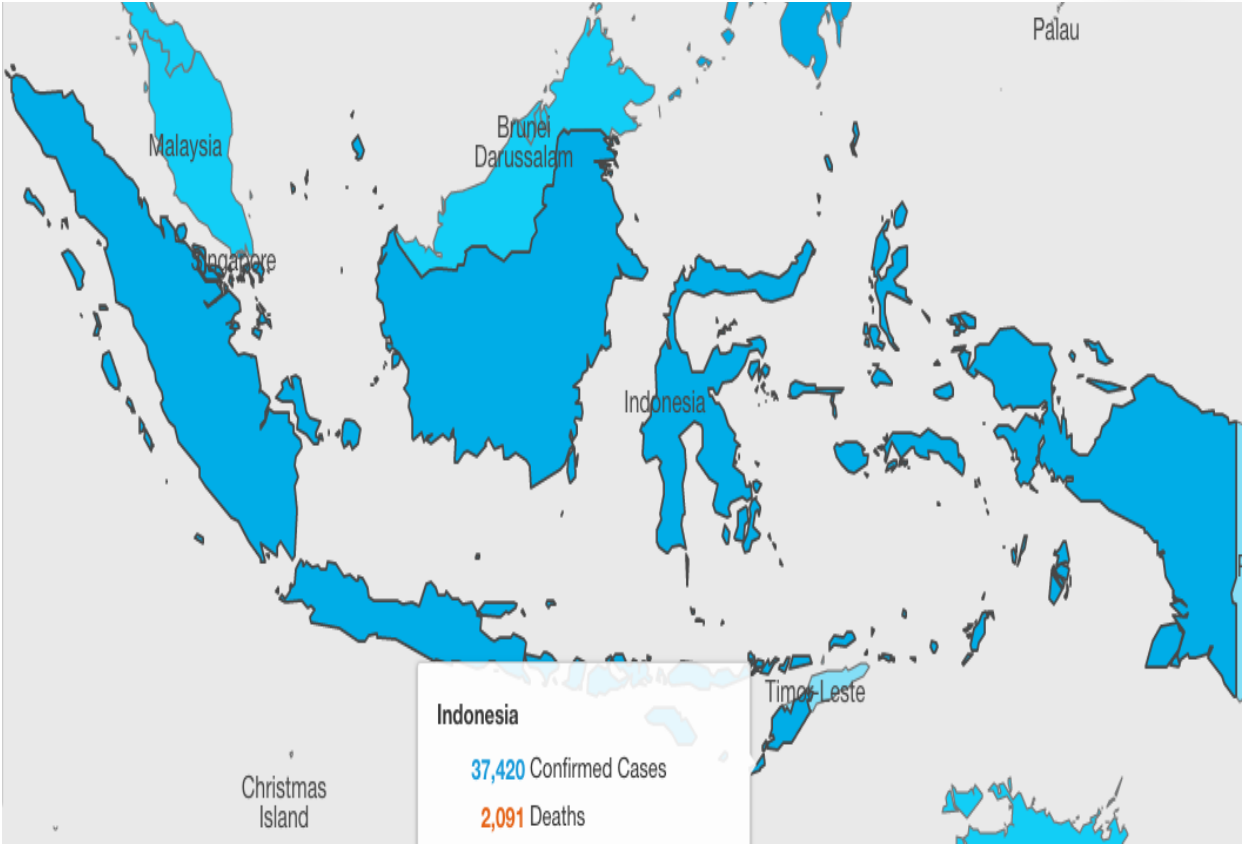 Palau
Malaysia
Brunei
Darussalam
Singapore
Indonesia
Timor-Leste
Indonesia
37,420 Confirmed Cases
2,091 Deaths
Christmas
Island